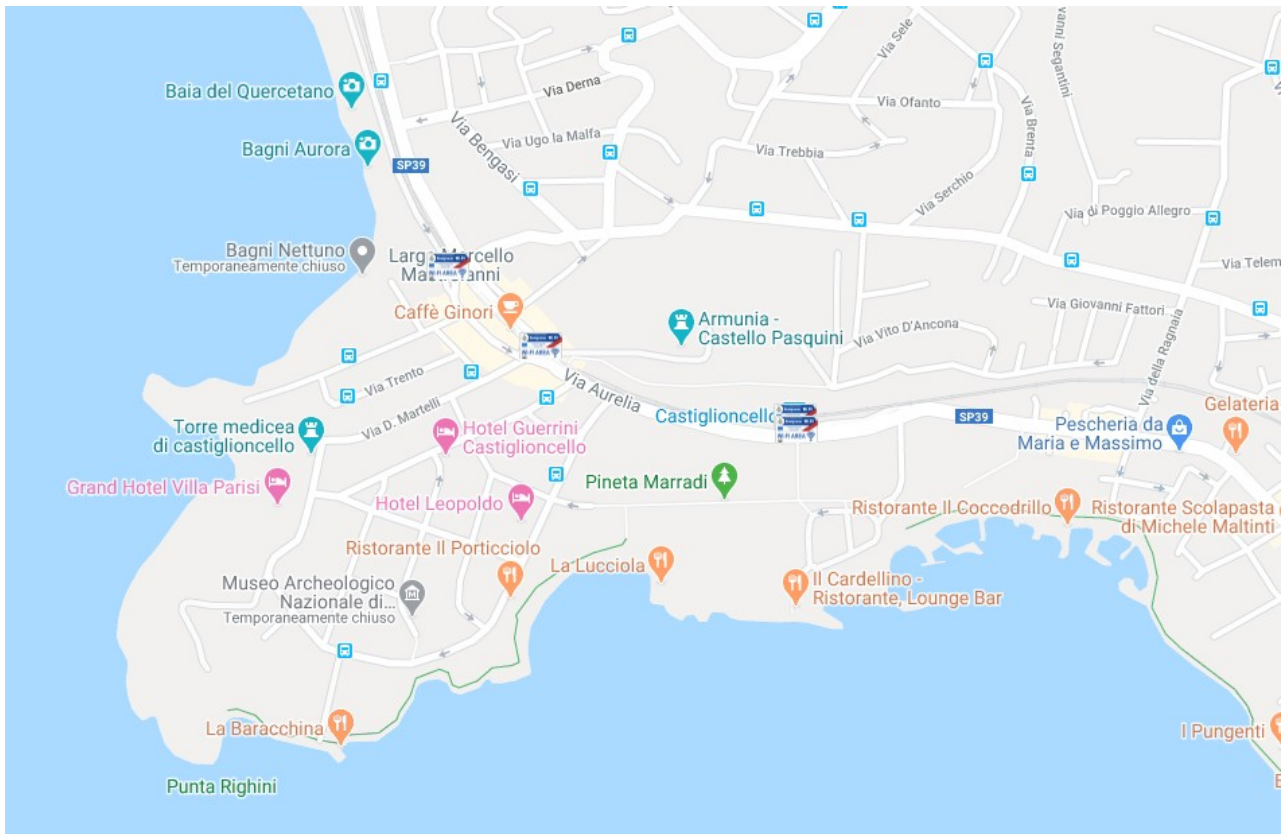 Via Sele
Via Derna
Baia del Quercetano
Via Ofanto
Via Brenta
Via Bengasi
Via Ugo la Malfa
Bagni Aurora
Via Trebbia
SP39
Via Serchio
Via di Poggio Allegro
Bagni Nettuno
Temporaneamente chiuso
Marcello
Via Giovanni Fattori
Caffè Ginori
Armunia -
Castello Pasquini
Via Vito D'Ancona
WI-FI AREA
Via della Ragnaia
Via Trento
Via Aurelia
Via D. Martelli
Castiglioncello
SP39
Gelateria
Torre medicea
di castiglioncello
Hotel Guerrini
Castiglioncello
Pescheria da
Maria e Massimo
Grand Hotel Villa Parisi
Pineta Marradi
Hotel Leopoldo
Ristorante Il Coccodrillo
Ristorante Scolapasta
di Michele Maltinti
Ristorante Il Porticciolo
La Lucciola
Museo Archeologico
Nazionale di...
Temporaneamente chiuso
Il Cardellino -
Ristorante, Lounge Bar
La Baracchina
I Pungenti
Punta Righini